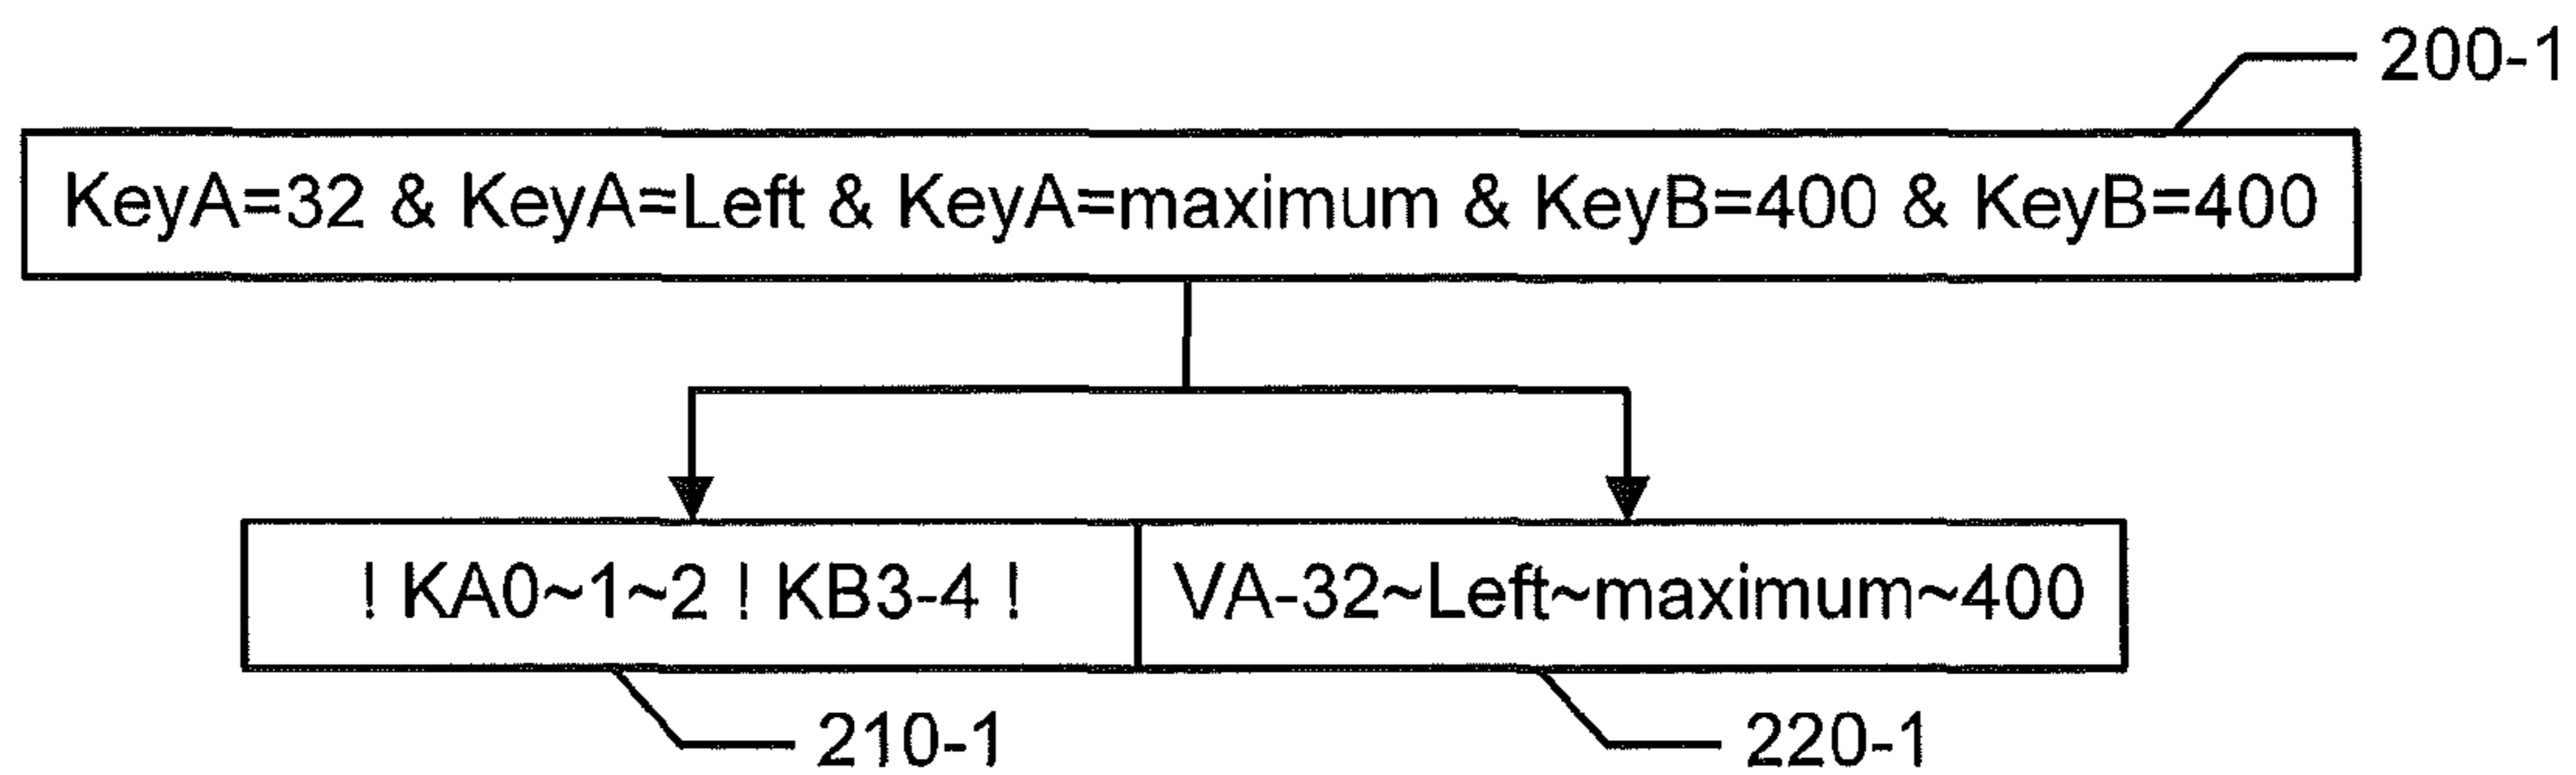 200-1
KeyA=32 & KeyA=Left & KeyA=maximum & KeyB=400 & KeyB=400
! KA0~1~2 ! KB3-4 !
VA-32~Left~maximum~400
210-1
220-1